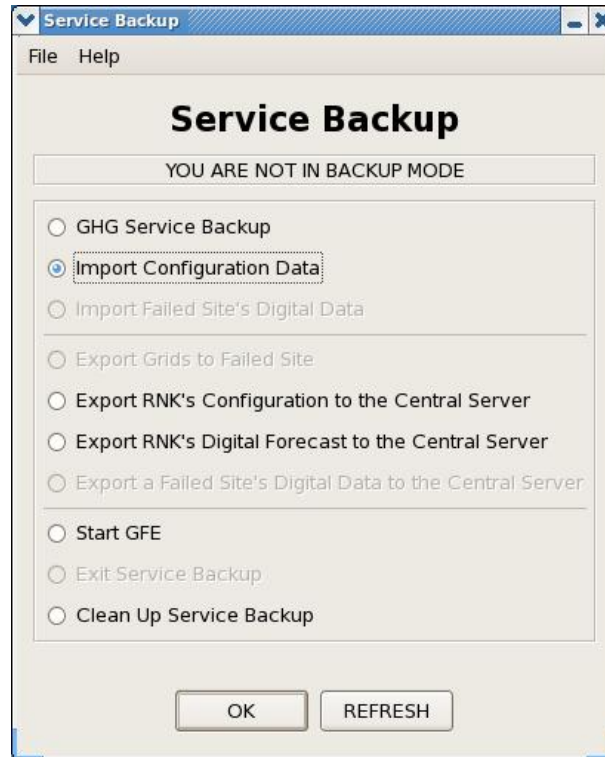 Service Backup
File Help
Service Backup
YOU ARE NOT IN BACKUP MODE
GHG Service Backup
Import Configuration Data
Import Failed Site's Digital Data
Export Grids to Failed Site
Export RNK's Configuration to the Central Server
Export RNK's Digital Forecast to the Central Server
Export a Failed Site's Digital Data to the Central Server
Start GFE
Exit Service Backup
Clean Up Service Backup
OK REFRESH